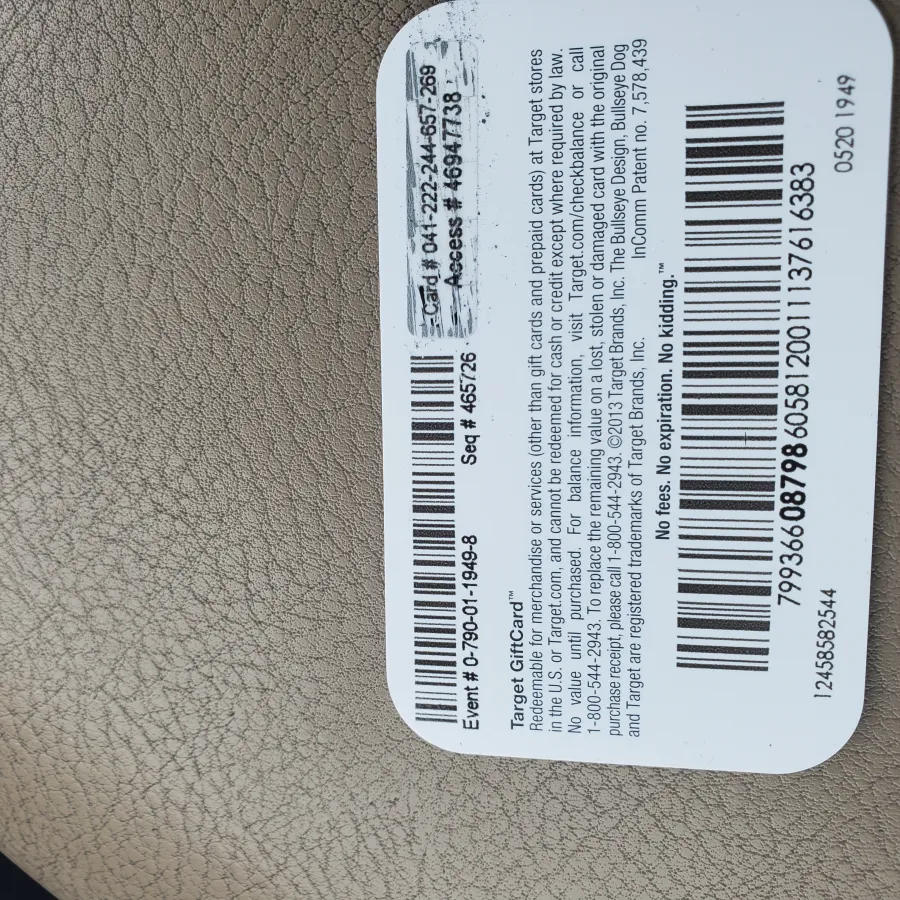 Card # 041-222-244-657-269
Access # 46947738
Event # 0-790-01-1949-8 Seq # 465726
Target GiftCard™
Redeemable for merchandise or services (other than gift cards and prepaid cards) at Target stores
in the U.S. or Target.com, and cannot be redeemed for cash or credit except where required by law.
No value until purchased. For balance information, visit Target.com/checkbalance or call
1-800-544-2943. To replace the remaining value on a lost, stolen or damaged card with the original
purchase receipt, please call 1-800-544-2943. ©2013 Target Brands, Inc. The Bullseye Design, Bullseye Dog
and Target are registered trademarks of Target Brands, Inc. InComm Patent no. 7,578,439
No fees. No expiration. No kidding.™
799366087986058120011137616383
12458582544 0520 1949